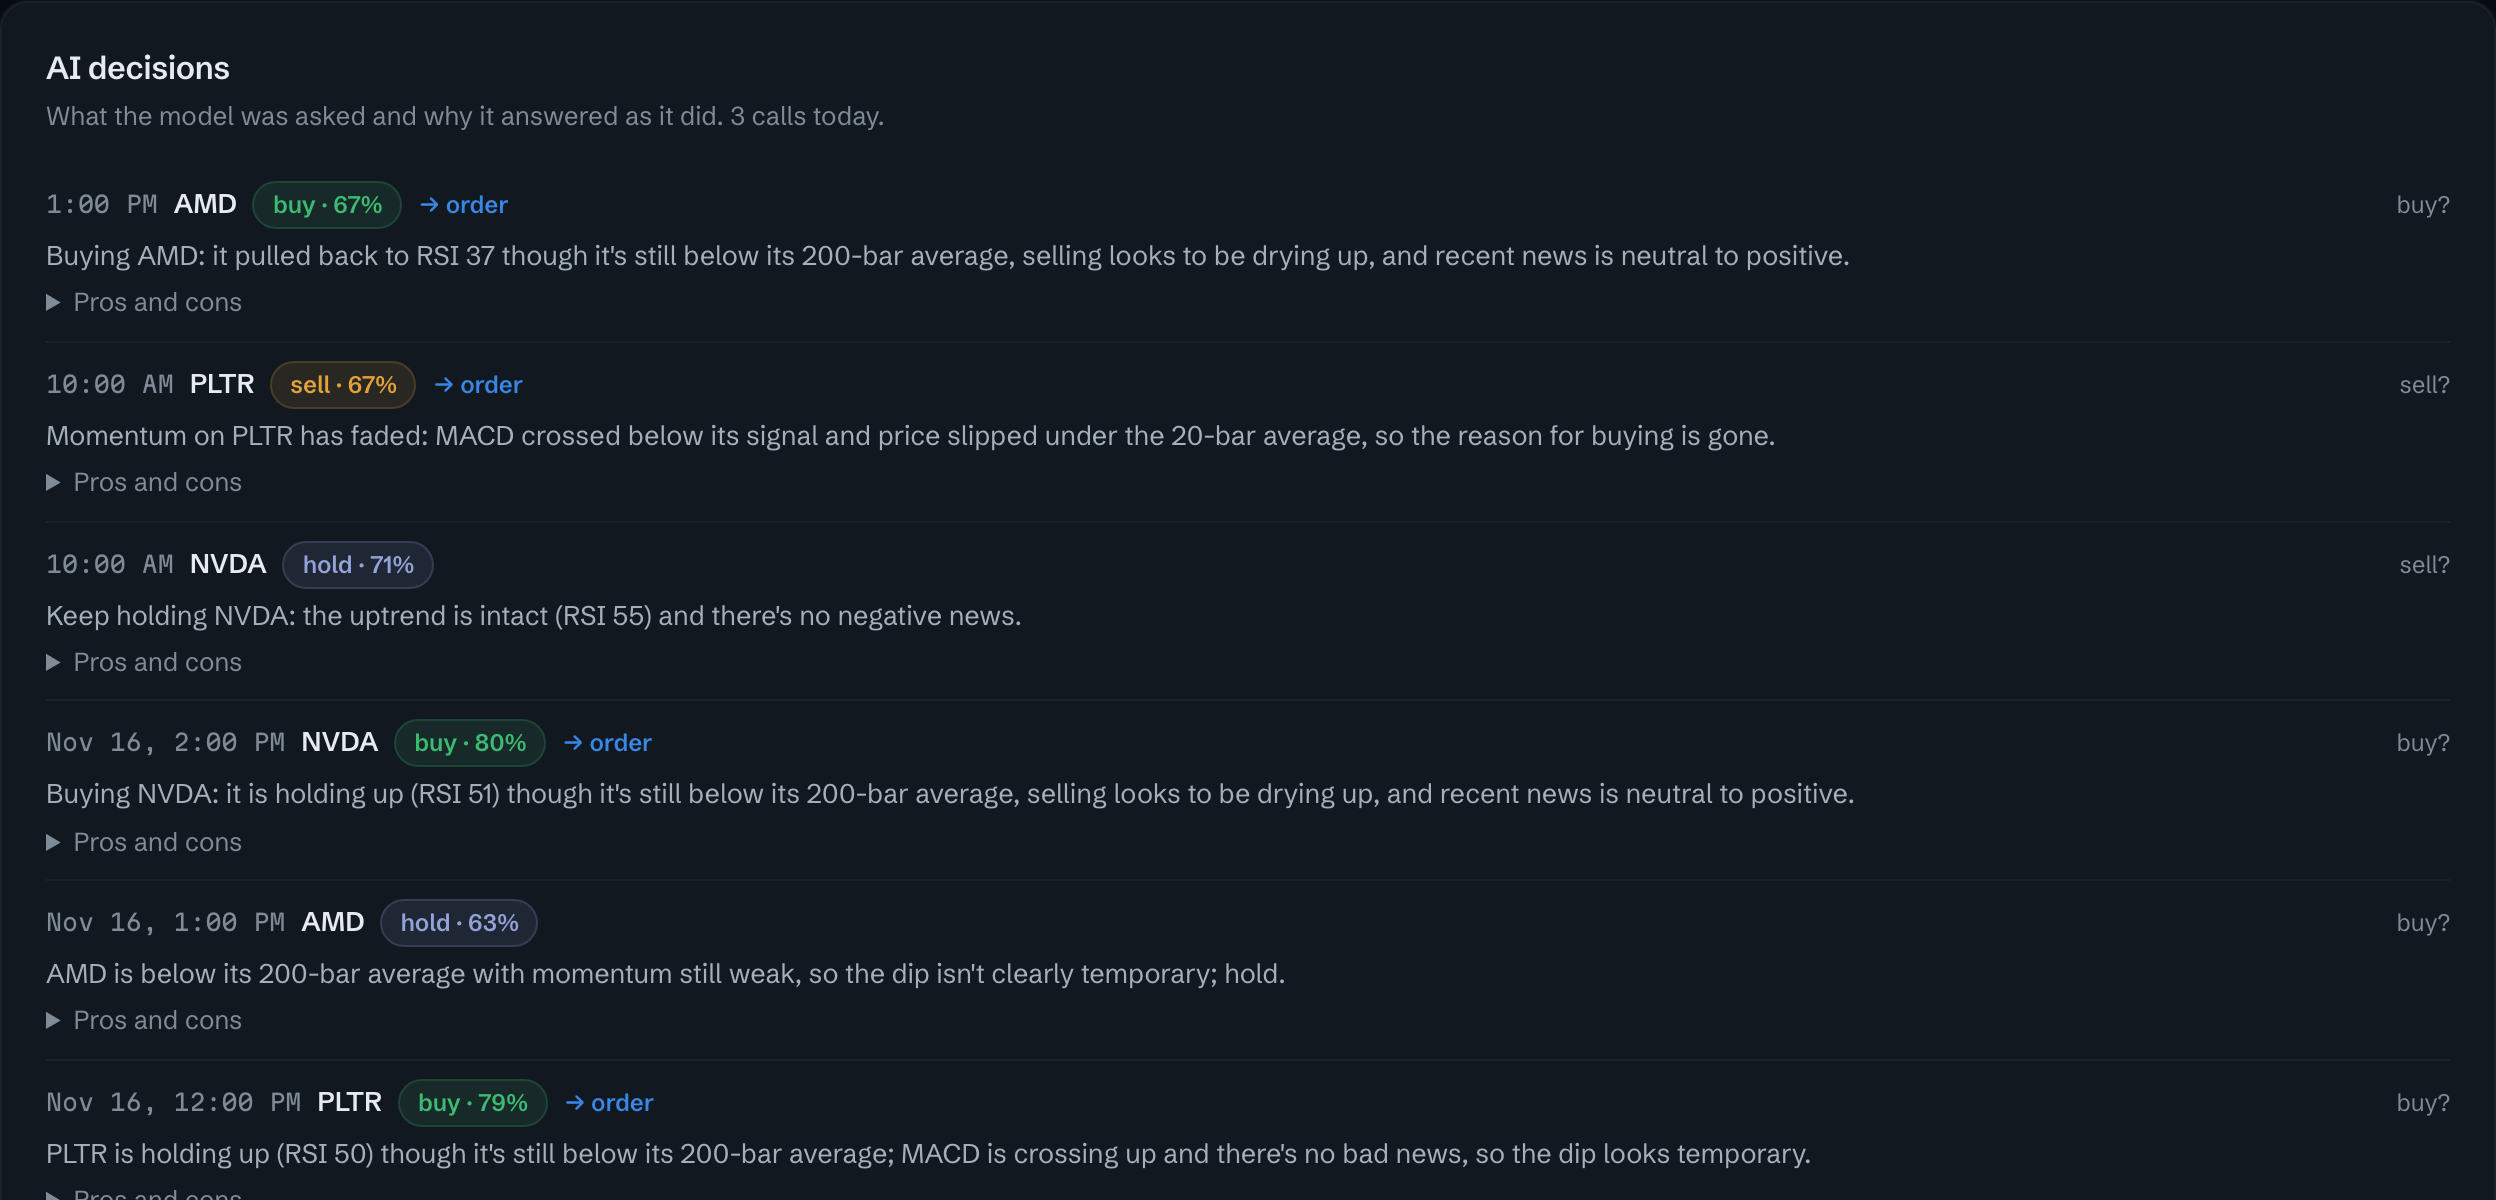 AI decisions
What the model was asked and why it answered as it did. 3 calls today.
1:00 PM AMD buy · 67% → order buy?
Buying AMD: it pulled back to RSI 37 though it's still below its 200-bar average, selling looks to be drying up, and recent news is neutral to positive.
▶ Pros and cons
10:00 AM PLTR sell · 67% → order sell?
Momentum on PLTR has faded: MACD crossed below its signal and price slipped under the 20-bar average, so the reason for buying is gone.
▶ Pros and cons
10:00 AM NVDA hold · 71% sell?
Keep holding NVDA: the uptrend is intact (RSI 55) and there's no negative news.
▶ Pros and cons
Nov 16, 2:00 PM NVDA buy · 80% → order buy?
Buying NVDA: it is holding up (RSI 51) though it's still below its 200-bar average, selling looks to be drying up, and recent news is neutral to positive.
▶ Pros and cons
Nov 16, 1:00 PM AMD hold · 63% buy?
AMD is below its 200-bar average with momentum still weak, so the dip isn't clearly temporary; hold.
▶ Pros and cons
Nov 16, 12:00 PM PLTR buy · 79% → order buy?
PLTR is holding up (RSI 50) though it's still below its 200-bar average; MACD is crossing up and there's no bad news, so the dip looks temporary.
▶ Pros and cons